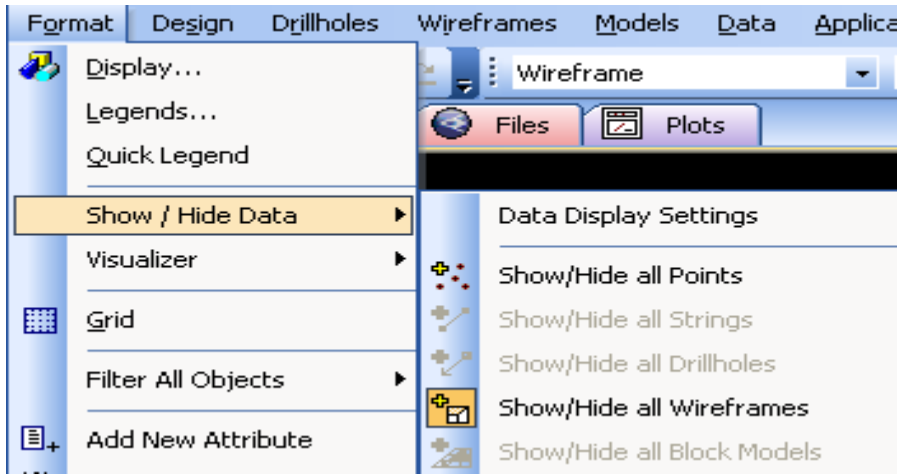 Format Design Drillholes Wireframes Models Data Applica
Display...
Wireframe
Legends...
Files Plots
Quick Legend
Show / Hide Data
Data Display Settings
Visualizer
Show/Hide all Points
Grid
Show/Hide all Strings
Show/Hide all Drillholes
Filter All Objects
Show/Hide all Wireframes
Add New Attribute
Show/Hide all Block Models